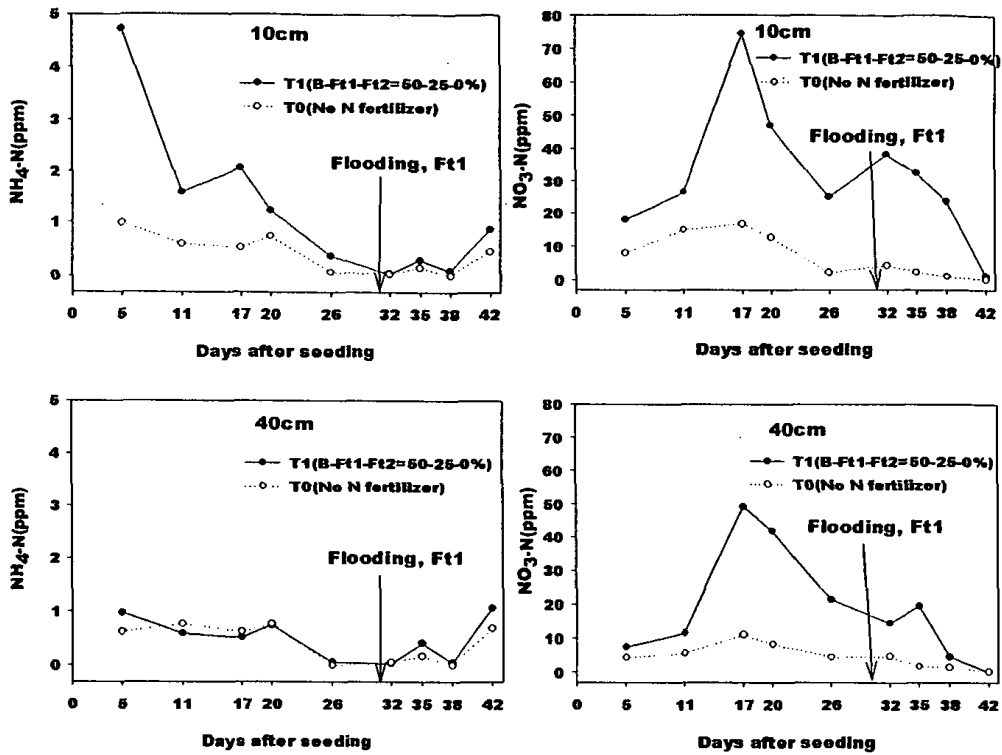 10cm
T1(B-Ft1-Ft2=50-25-0%)
T0(No N fertilizer)
Flooding, Ft1
NH4-N(ppm)
5
4
3
2
1
0
0 5 11 17 20 26 32 35 38 42
Days after seeding
10cm
T1(B-Ft1-Ft2=50-25-0%)
T0(No N fertilizer)
Flooding, Ft1
NO3-N(ppm)
80
70
60
50
40
30
20
10
0
0 5 11 17 20 26 32 35 38 42
Days after seeding
40cm
T1(B-Ft1-Ft2=50-25-0%)
T0(No N fertilizer)
Flooding, Ft1
NH4-N(ppm)
5
4
3
2
1
0
0 5 11 17 20 26 32 35 38 42
Days after seeding
40cm
T1(B-Ft1-Ft2=50-25-0%)
T0(No N fertilizer)
Flooding, Ft1
NO3-N(ppm)
80
70
60
50
40
30
20
10
0
0 5 11 17 20 26 32 35 38 42
Days after seeding